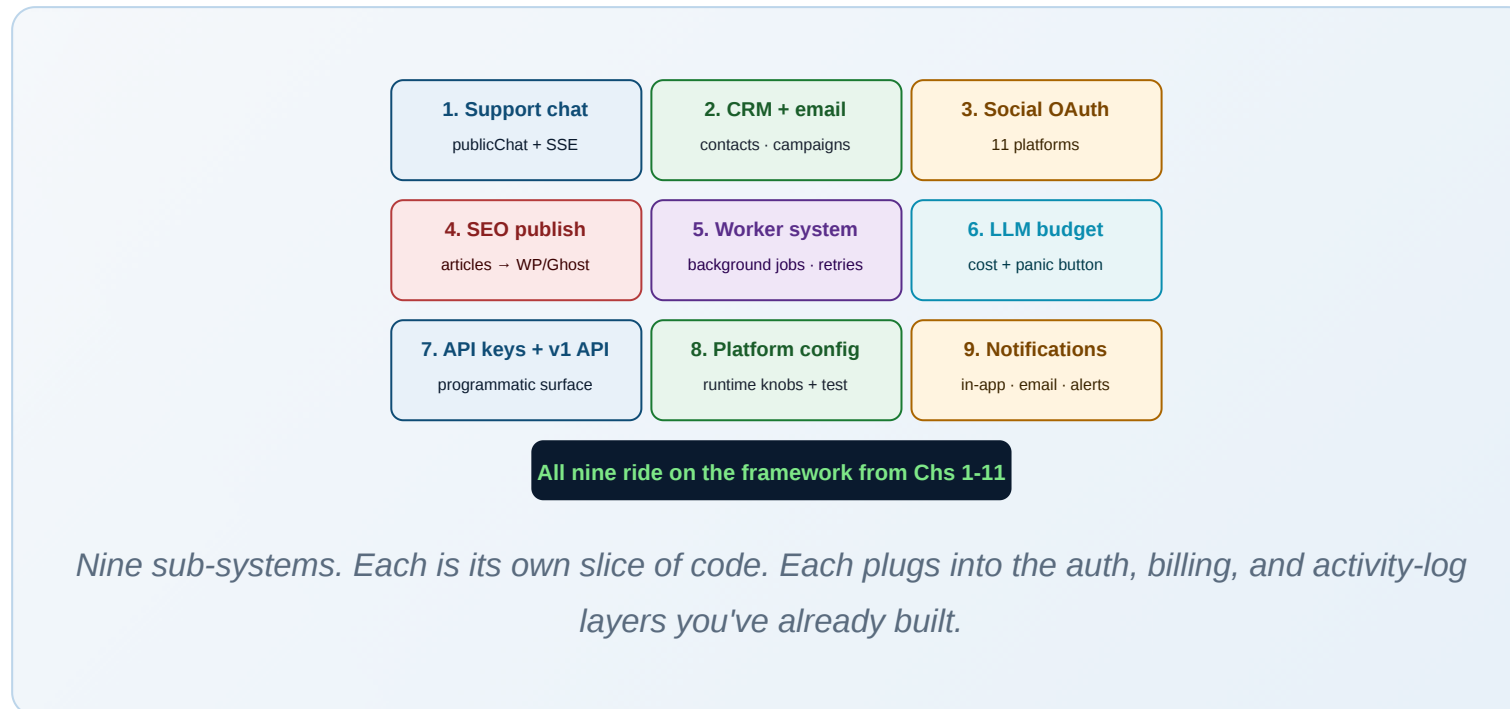 1. Support chat
publicChat + SSE
2. CRM + email
contacts · campaigns
3. Social OAuth
11 platforms
4. SEO publish
articles → WP/Ghost
5. Worker system
background jobs · retries
6. LLM budget
cost + panic button
7. API keys + v1 API
programmatic surface
8. Platform config
runtime knobs + test
9. Notifications
in-app · email · alerts
All nine ride on the framework from Chs 1-11
Nine sub-systems. Each is its own slice of code. Each plugs into the auth, billing, and activity-log
layers you've already built.